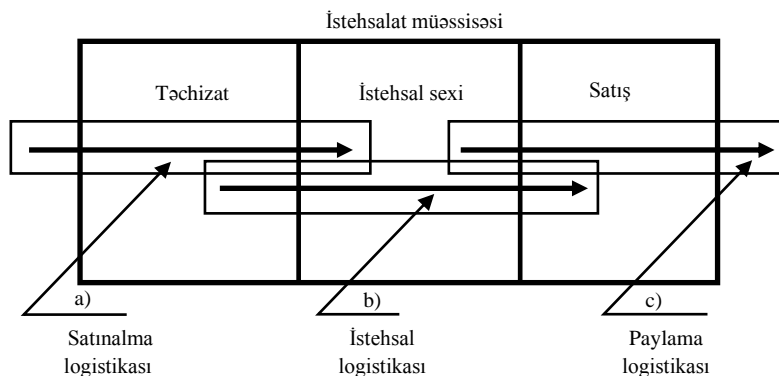 İstehsalat müəssisəsi
Təchizat
İstehsal sexi
Satış
a)
b)
c)
Satınalma
logistikası
İstehsal
logistikası
Paylama
logistikası